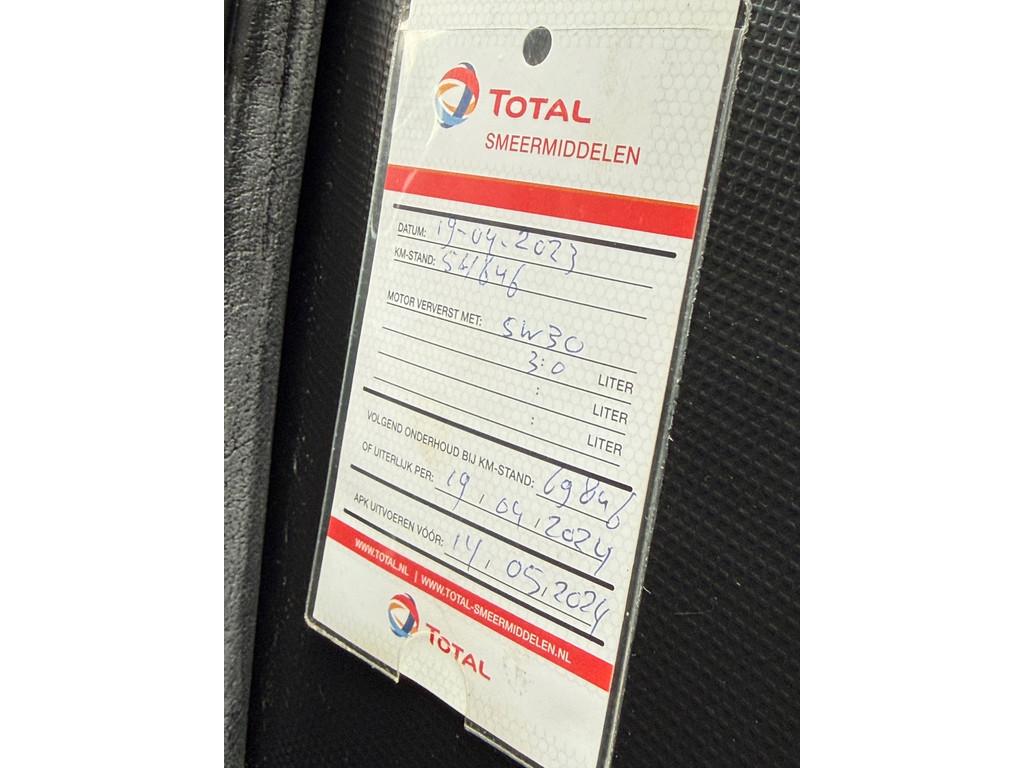 TOTAL
SMEERMIDDELEN
DATUM: 19-04-2023
KM-STAND: 54846
MOTOR VERVERST MET: 5W30
3:0 LITER
: LITER
: LITER
VOLGEND ONDERHOUD BIJ KM-STAND: 69846
OF UITERLIJK PER: 19.04.2024
APK UITVOEREN VÓÓR: 14.05.2024
WWW.TOTAL.NL | WWW.TOTAL-SMEERMIDDELEN.NL
TOTAL